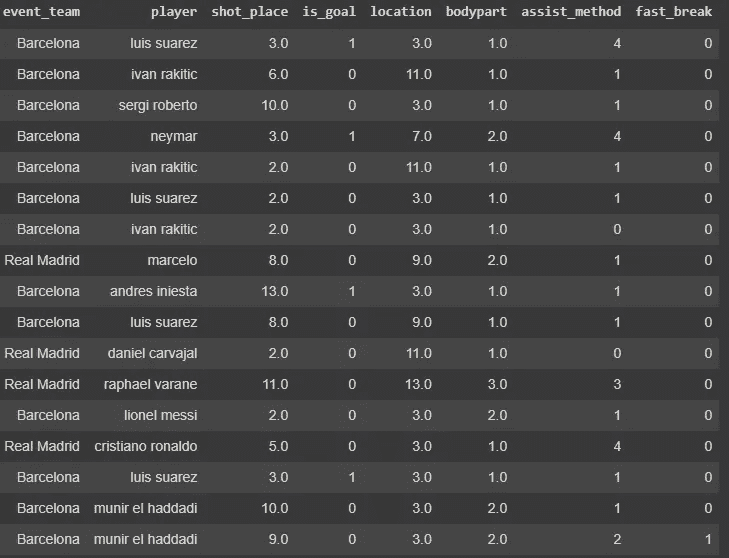 event_team player shot_place is_goal location bodypart assist_method fast_break
Barcelona luis suarez 3.0 1 3.0 1.0 4 0
Barcelona ivan rakitic 6.0 0 11.0 1.0 1 0
Barcelona sergi roberto 10.0 0 3.0 1.0 1 0
Barcelona neymar 3.0 1 7.0 2.0 4 0
Barcelona ivan rakitic 2.0 0 11.0 1.0 1 0
Barcelona luis suarez 2.0 0 3.0 1.0 1 0
Barcelona ivan rakitic 2.0 0 3.0 1.0 0 0
Real Madrid marcelo 8.0 0 9.0 2.0 1 0
Barcelona andres iniesta 13.0 1 3.0 1.0 1 0
Barcelona luis suarez 8.0 0 9.0 1.0 1 0
Real Madrid daniel carvajal 2.0 0 11.0 1.0 0 0
Real Madrid raphael varane 11.0 0 13.0 3.0 3 0
Barcelona lionel messi 2.0 0 3.0 2.0 1 0
Real Madrid cristiano ronaldo 5.0 0 3.0 1.0 4 0
Barcelona luis suarez 3.0 1 3.0 1.0 1 0
Barcelona munir el haddadi 10.0 0 3.0 2.0 1 0
Barcelona munir el haddadi 9.0 0 3.0 2.0 2 1